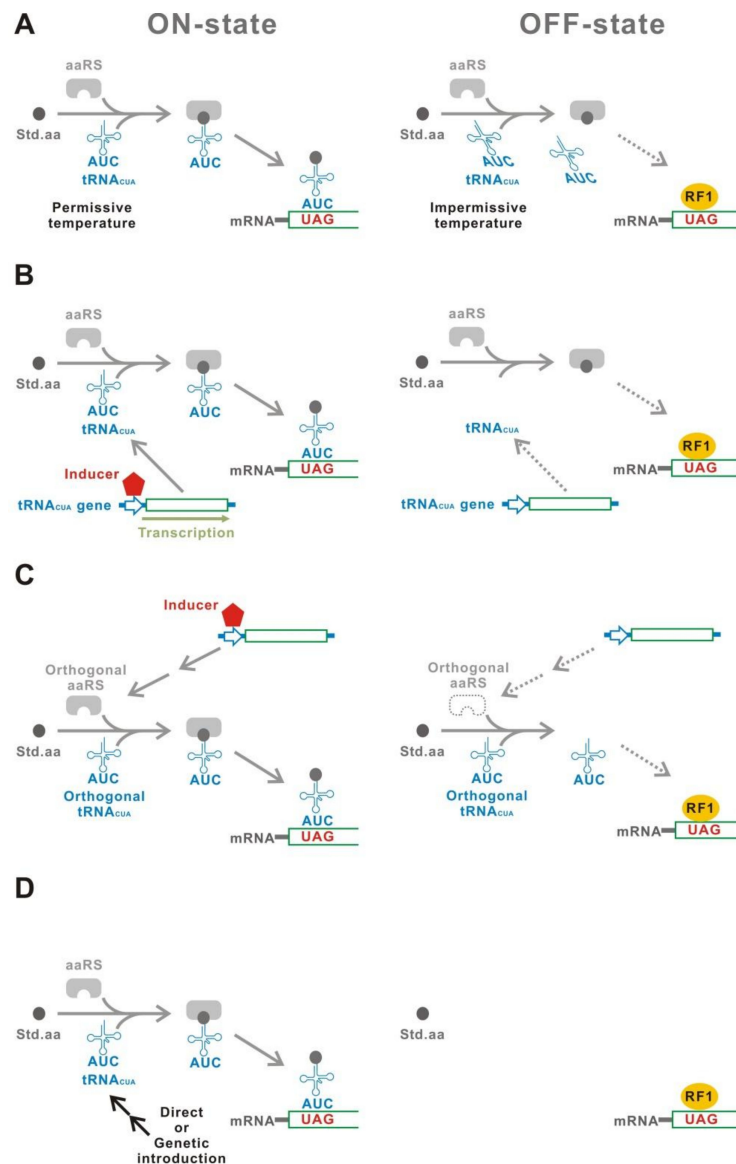 A
ON-state
OFF-state
aaRS
Std.aa
AUC
tRNACUA
AUC
Permissive
temperature
AUC
mRNA
UAG
aaRS
Std.aa
AUC
tRNACUA
AUC
Impermissive
temperature
RF1
mRNA
UAG
B
aaRS
Std.aa
AUC
tRNACUA
AUC
AUC
mRNA
UAG
Inducer
tRNACUA gene
Transcription
aaRS
Std.aa
tRNACUA
RF1
mRNA
UAG
tRNACUA gene
C
Inducer
Orthogonal
aaRS
Std.aa
AUC
Orthogonal
tRNACUA
AUC
AUC
mRNA
UAG
Orthogonal
aaRS
Std.aa
AUC
Orthogonal
tRNACUA
AUC
RF1
mRNA
UAG
D
aaRS
Std.aa
AUC
tRNACUA
AUC
AUC
mRNA
UAG
Direct
or
Genetic
introduction
Std.aa
RF1
mRNA
UAG